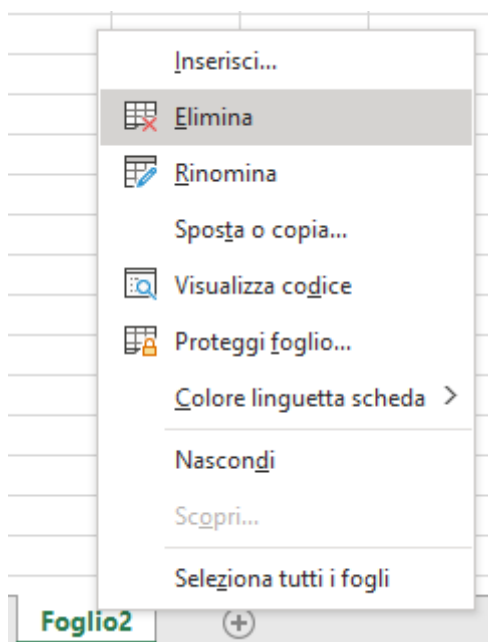 Inserisci...
Elimina
Rinomina
Sposta o copia...
Visualizza codice
Proteggi foglio...
Colore linguetta scheda
Nascondi
Scopri...
Seleziona tutti i fogli
Foglio2